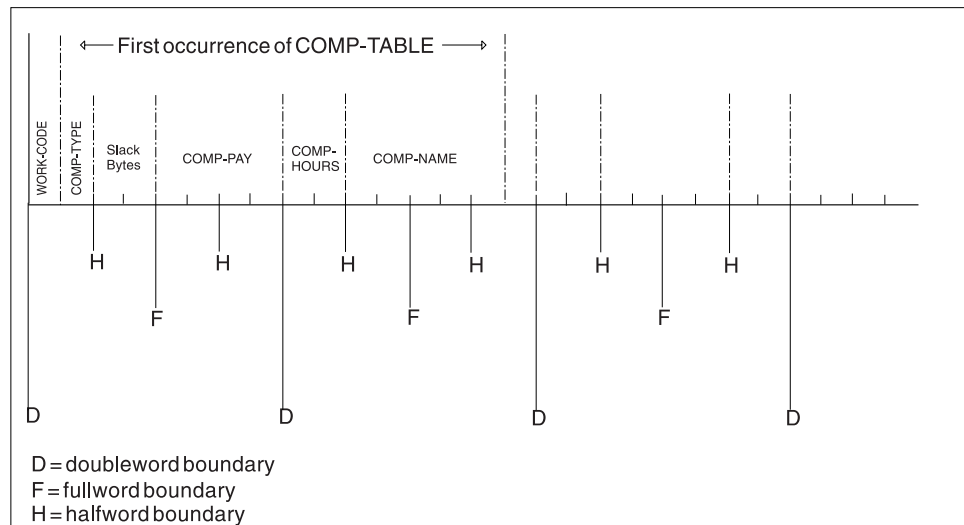 First occurrence of COMP-TABLE
WORK-CODE
COMP-TYPE
Slack
Bytes
COMP-PAY
COMP-
HOURS
COMP-NAME
H
H
H
H
H
H
F
F
F
D
D
D
D
D = doubleword boundary
F = fullword boundary
H = halfword boundary